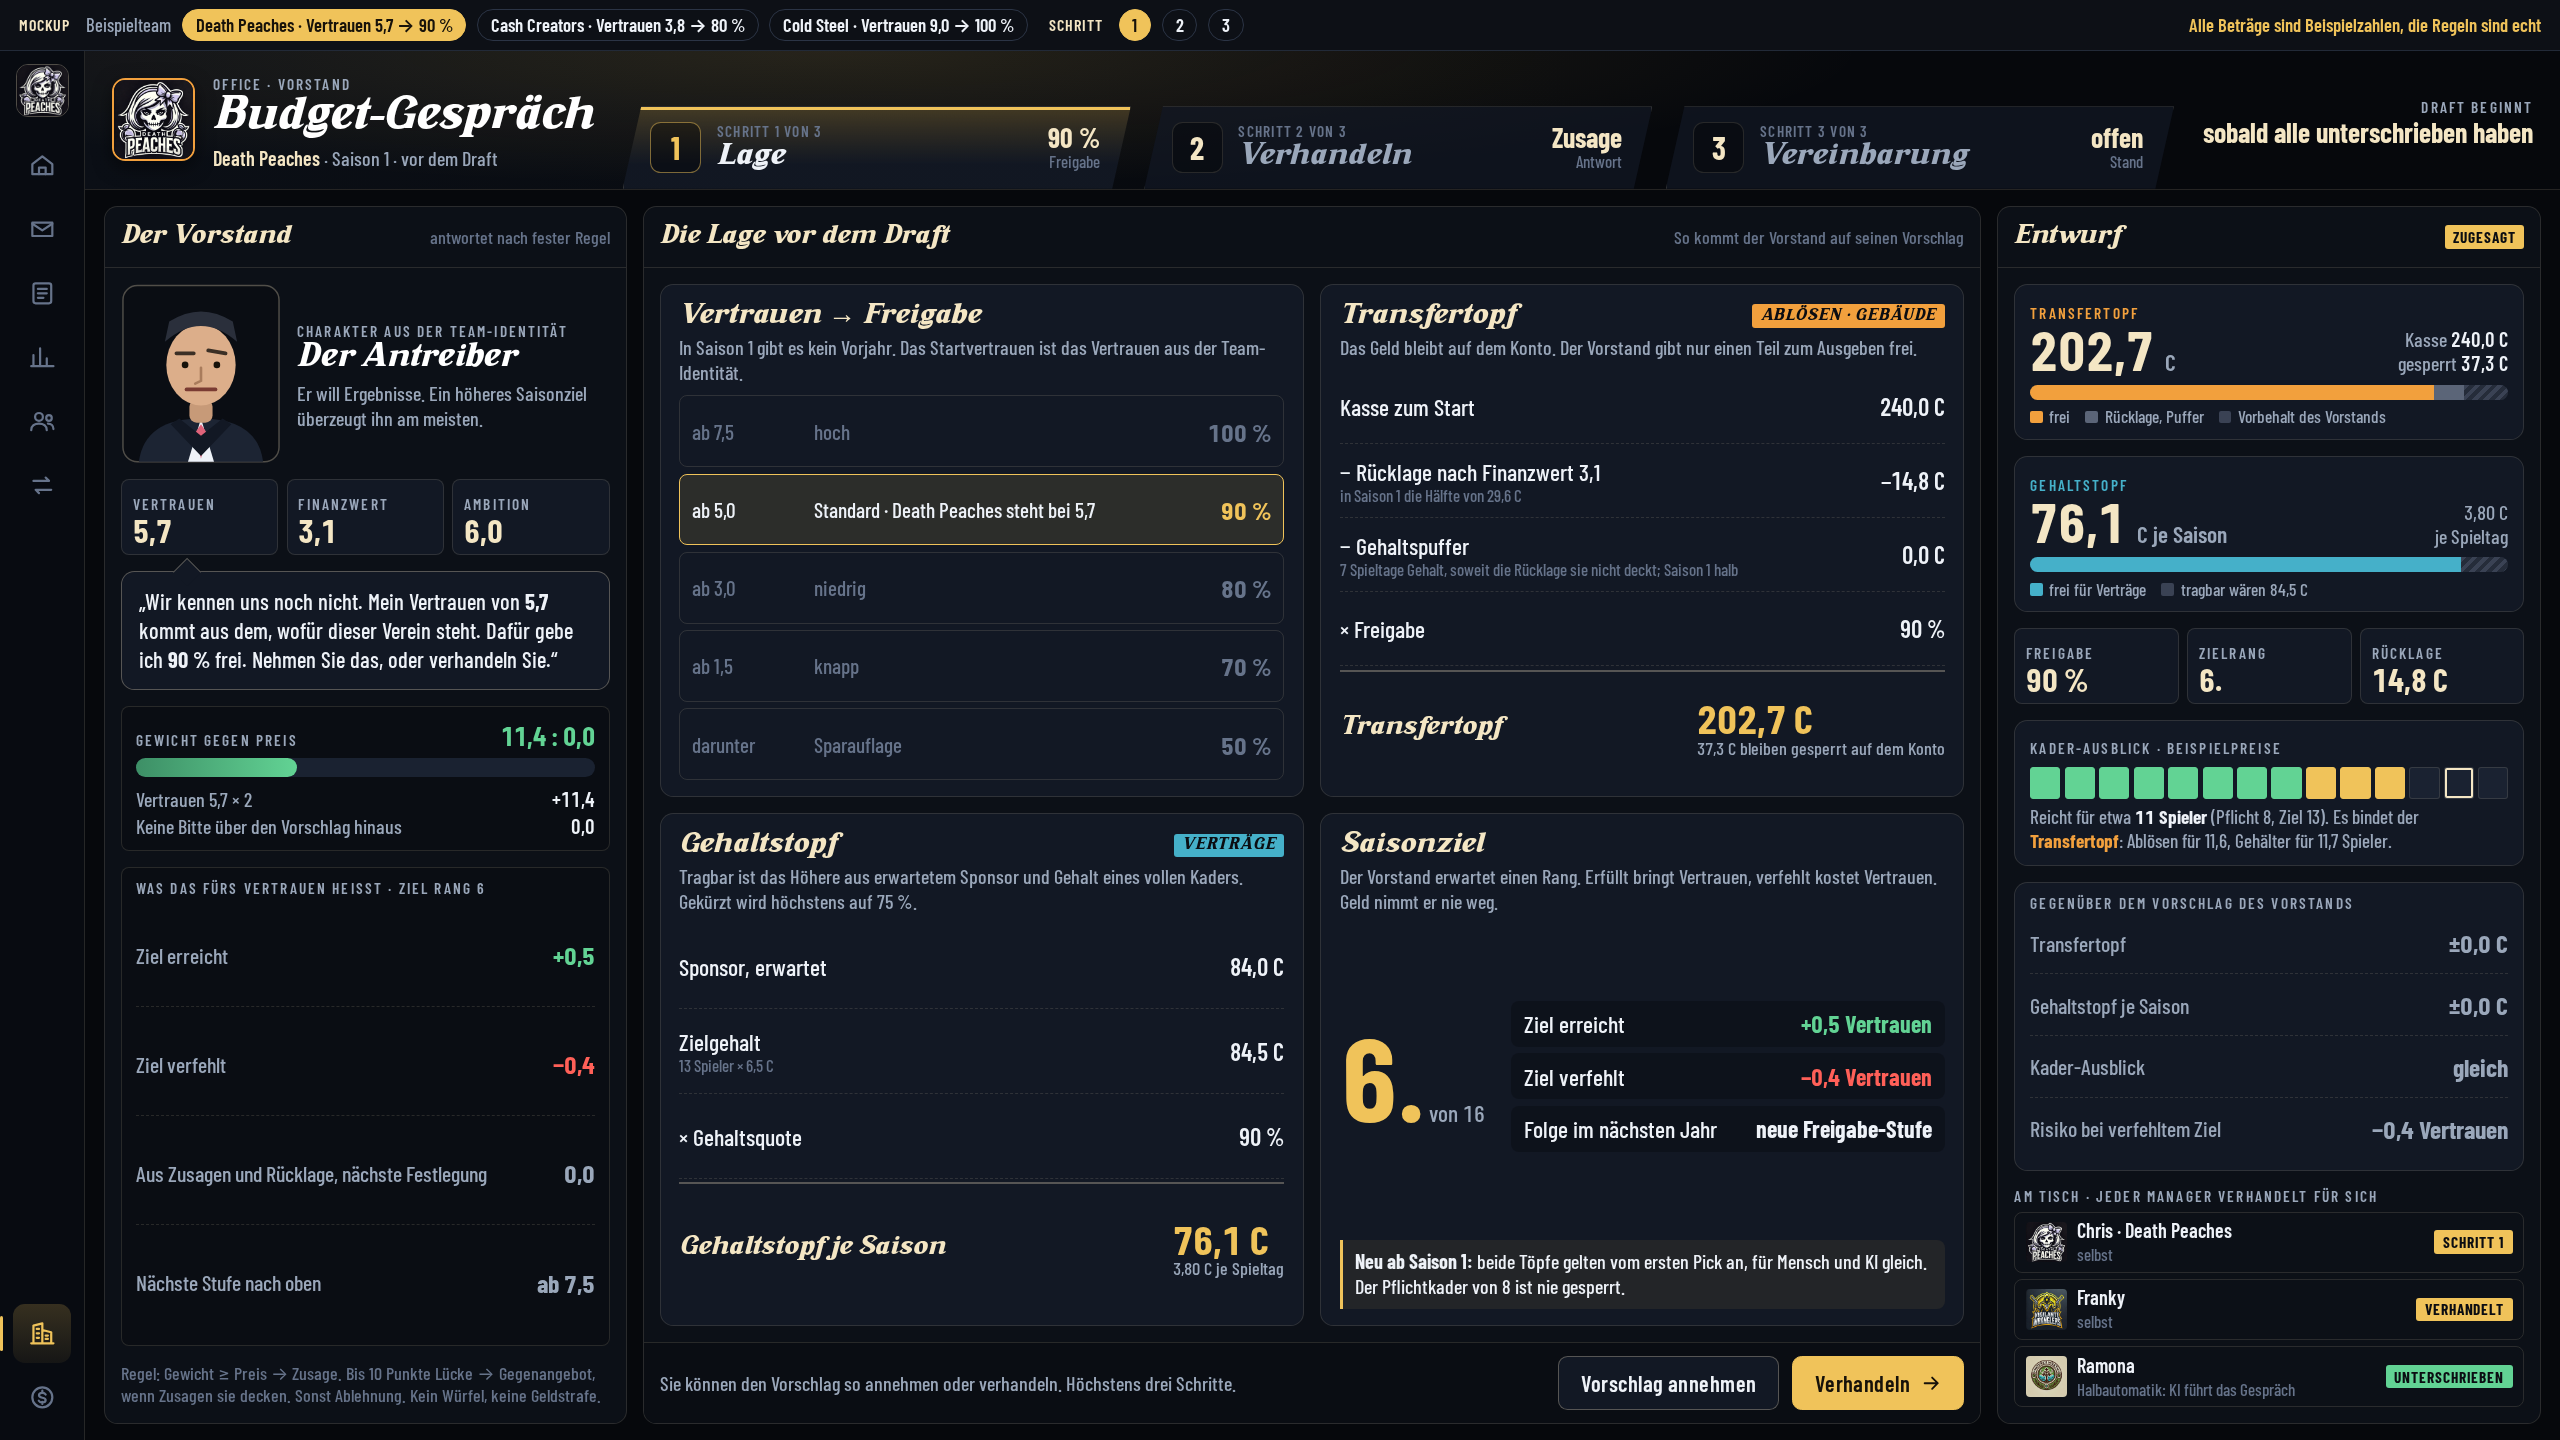 MOCKUP Beispielteam Death Peaches · Vertrauen 5,7 → 90 % Cash Creators · Vertrauen 3,8 → 80 % Cold Steel · Vertrauen 9,0 → 100 % SCHRITT 1 2 3 Alle Beträge sind Beispielzahlen, die Regeln sind echt
OFFICE · VORSTAND
Budget-Gespräch
Death Peaches · Saison 1 · vor dem Draft
1 SCHRITT 1 VON 3
Lage
90 %
Freigabe
2 SCHRITT 2 VON 3
Verhandeln
Zusage
Antwort
3 SCHRITT 3 VON 3
Vereinbarung
offen
Stand
DRAFT BEGINNT
sobald alle unterschrieben haben
Der Vorstand antwortet nach fester Regel
CHARAKTER AUS DER TEAM-IDENTITÄT
Der Antreiber
Er will Ergebnisse. Ein höheres Saisonziel
überzeugt ihn am meisten.
VERTRAUEN
5,7
FINANZWERT
3,1
AMBITION
6,0
„Wir kennen uns noch nicht. Mein Vertrauen von 5,7
kommt aus dem, wofür dieser Verein steht. Dafür gebe
ich 90 % frei. Nehmen Sie das, oder verhandeln Sie.“
GEWICHT GEGEN PREIS 11,4 : 0,0
Vertrauen 5,7 × 2 +11,4
Keine Bitte über den Vorschlag hinaus 0,0
WAS DAS FÜRS VERTRAUEN HEISST · ZIEL RANG 6
Ziel erreicht +0,5
Ziel verfehlt −0,4
Aus Zusagen und Rücklage, nächste Festlegung 0,0
Nächste Stufe nach oben ab 7,5
Regel: Gewicht ≥ Preis → Zusage. Bis 10 Punkte Lücke → Gegenangebot,
wenn Zusagen sie decken. Sonst Ablehnung. Kein Würfel, keine Geldstrafe.
Die Lage vor dem Draft So kommt der Vorstand auf seinen Vorschlag
Vertrauen → Freigabe
In Saison 1 gibt es kein Vorjahr. Das Startvertrauen ist das Vertrauen aus der Team-
Identität.
ab 7,5 hoch 100 %
ab 5,0 Standard · Death Peaches steht bei 5,7 90 %
ab 3,0 niedrig 80 %
ab 1,5 knapp 70 %
darunter Sparauflage 50 %
Transfertopf ABLÖSEN · GEBÄUDE
Das Geld bleibt auf dem Konto. Der Vorstand gibt nur einen Teil zum Ausgeben frei.
Kasse zum Start 240,0 C
− Rücklage nach Finanzwert 3,1 −14,8 C
in Saison 1 die Hälfte von 29,6 C
− Gehaltspuffer 0,0 C
7 Spieltage Gehalt, soweit die Rücklage sie nicht deckt; Saison 1 halb
× Freigabe 90 %
Transfertopf 202,7 C
37,3 C bleiben gesperrt auf dem Konto
Gehaltstopf VERTRÄGE
Tragbar ist das Höhere aus erwartetem Sponsor und Gehalt eines vollen Kaders.
Gekürzt wird höchstens auf 75 %.
Sponsor, erwartet 84,0 C
Zielgehalt 84,5 C
13 Spieler × 6,5 C
× Gehaltsquote 90 %
Gehaltstopf je Saison 76,1 C
3,80 C je Spieltag
Saisonziel
Der Vorstand erwartet einen Rang. Erfüllt bringt Vertrauen, verfehlt kostet Vertrauen.
Geld nimmt er nie weg.
6. von 16
Ziel erreicht +0,5 Vertrauen
Ziel verfehlt −0,4 Vertrauen
Folge im nächsten Jahr neue Freigabe-Stufe
Neu ab Saison 1: beide Töpfe gelten vom ersten Pick an, für Mensch und KI gleich.
Der Pflichtkader von 8 ist nie gesperrt.
Sie können den Vorschlag so annehmen oder verhandeln. Höchstens drei Schritte. Vorschlag annehmen Verhandeln →
Entwurf ZUGESAGT
TRANSFERTOPF
202,7 C
Kasse 240,0 C
gesperrt 37,3 C
frei Rücklage, Puffer Vorbehalt des Vorstands
GEHALTSTOPF
76,1 C je Saison
3,80 C
je Spieltag
frei für Verträge tragbar wären 84,5 C
FREIGABE
90 %
ZIELRANG
6.
RÜCKLAGE
14,8 C
KADER-AUSBLICK · BEISPIELPREISE
Reicht für etwa 11 Spieler (Pflicht 8, Ziel 13). Es bindet der
Transfertopf: Ablösen für 11,6, Gehälter für 11,7 Spieler.
GEGENÜBER DEM VORSCHLAG DES VORSTANDS
Transfertopf ±0,0 C
Gehaltstopf je Saison ±0,0 C
Kader-Ausblick gleich
Risiko bei verfehltem Ziel −0,4 Vertrauen
AM TISCH · JEDER MANAGER VERHANDELT FÜR SICH
Chris · Death Peaches SCHRITT 1
selbst
Franky VERHANDELT
selbst
Ramona UNTERSCHRIEBEN
Halbautomatik: KI führt das Gespräch